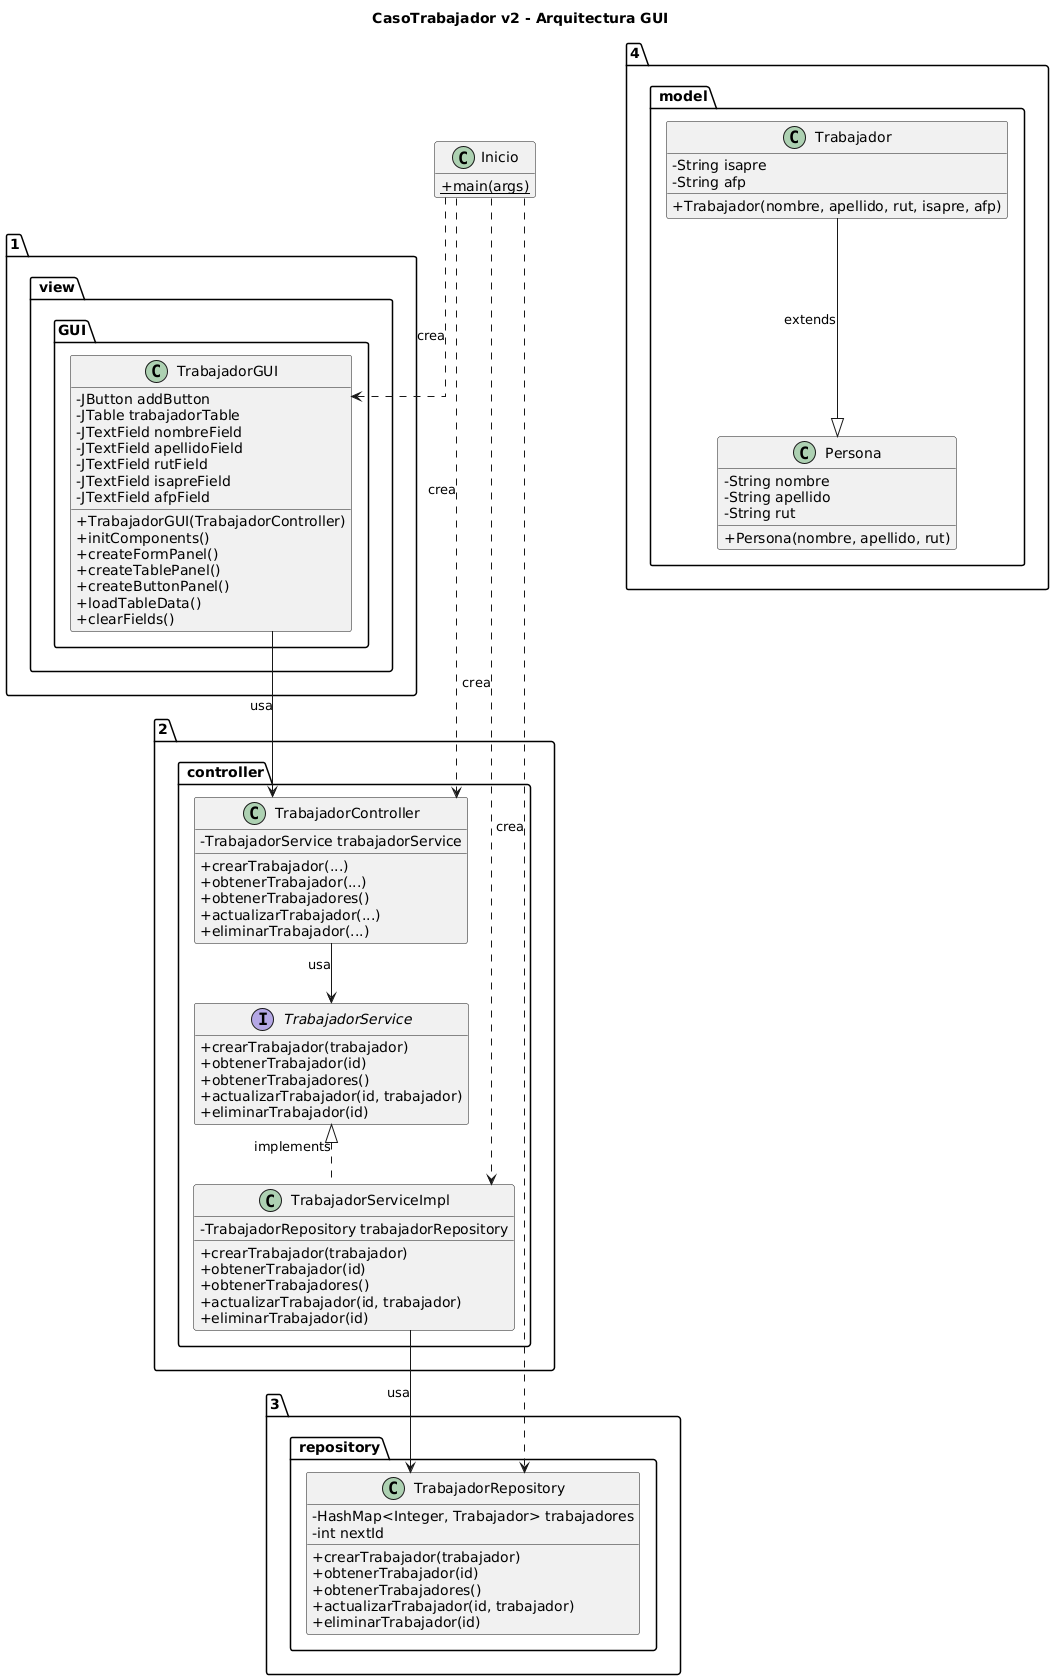 CasoTrabajador v2 - Arquitectura GUI
4
model
C Trabajador
-String isapre
-String afp
+Trabajador(nombre, apellido, rut, isapre, afp)
extends
C Persona
-String nombre
-String apellido
-String rut
+Persona(nombre, apellido, rut)
C Inicio
+main(args)
crea
crea
crea
crea
1
view
GUI
C TrabajadorGUI
-JButton addButton
-JTable trabajadorTable
-JTextField nombreField
-JTextField apellidoField
-JTextField rutField
-JTextField isapreField
-JTextField afpField
+TrabajadorGUI(TrabajadorController)
+initComponents()
+createFormPanel()
+createTablePanel()
+createButtonPanel()
+loadTableData()
+clearFields()
usa
2
controller
C TrabajadorController
-TrabajadorService trabajadorService
+crearTrabajador(...)
+obtenerTrabajador(...)
+obtenerTrabajadores()
+actualizarTrabajador(...)
+eliminarTrabajador(...)
usa
I TrabajadorService
+crearTrabajador(trabajador)
+obtenerTrabajador(id)
+obtenerTrabajadores()
+actualizarTrabajador(id, trabajador)
+eliminarTrabajador(id)
implements
C TrabajadorServiceImpl
-TrabajadorRepository trabajadorRepository
+crearTrabajador(trabajador)
+obtenerTrabajador(id)
+obtenerTrabajadores()
+actualizarTrabajador(id, trabajador)
+eliminarTrabajador(id)
usa
3
repository
C TrabajadorRepository
-HashMap<Integer, Trabajador> trabajadores
-int nextId
+crearTrabajador(trabajador)
+obtenerTrabajador(id)
+obtenerTrabajadores()
+actualizarTrabajador(id, trabajador)
+eliminarTrabajador(id)